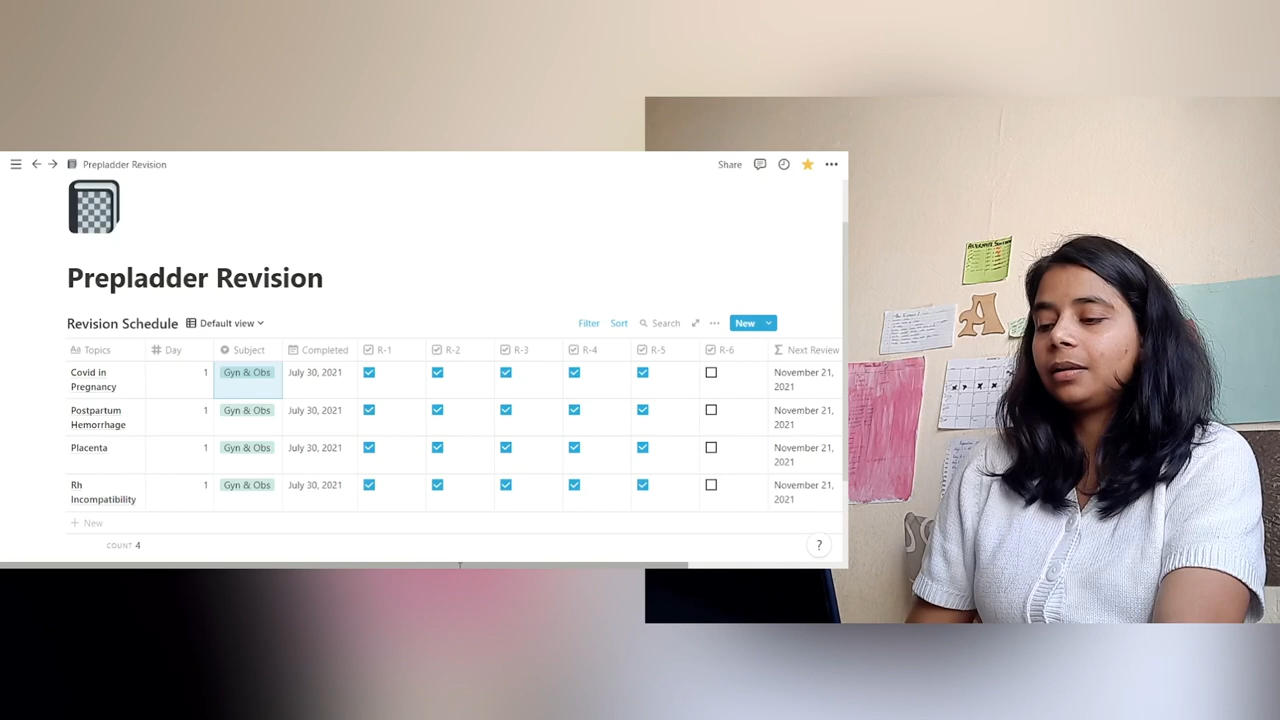 Prepladder Revision
Share
Prepladder Revision
Revision Schedule Default view
Filter Sort Search ... New
Topics Day Subject Completed R-1 R-2 R-3 R-4 R-5 R-6 Next Review
Covid in
Pregnancy
1 Gyn & Obs July 30, 2021 November 21,
2021
Postpartum
Hemorrhage
1 Gyn & Obs July 30, 2021 November 21,
2021
Placenta
1 Gyn & Obs July 30, 2021 November 21,
2021
Rh
Incompatibility
1 Gyn & Obs July 30, 2021 November 21,
2021
+ New
COUNT 4
?
A